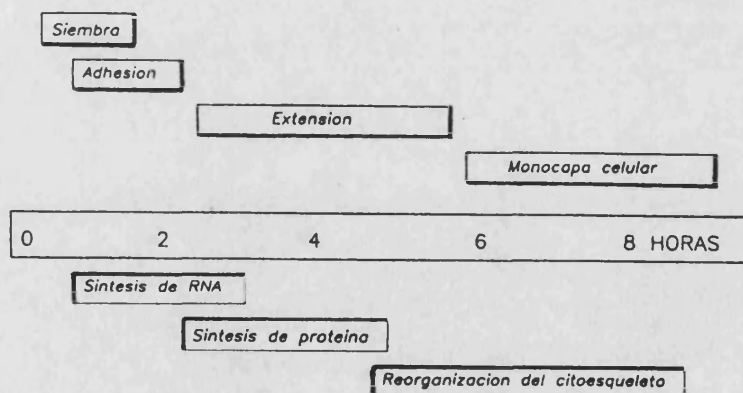 Siembra
Adhesion
Extension
Monocapa celular
0 2 4 6 8 HORAS
Sintesis de RNA
Sintesis de proteina
Reorganizacion del citoesqueleto